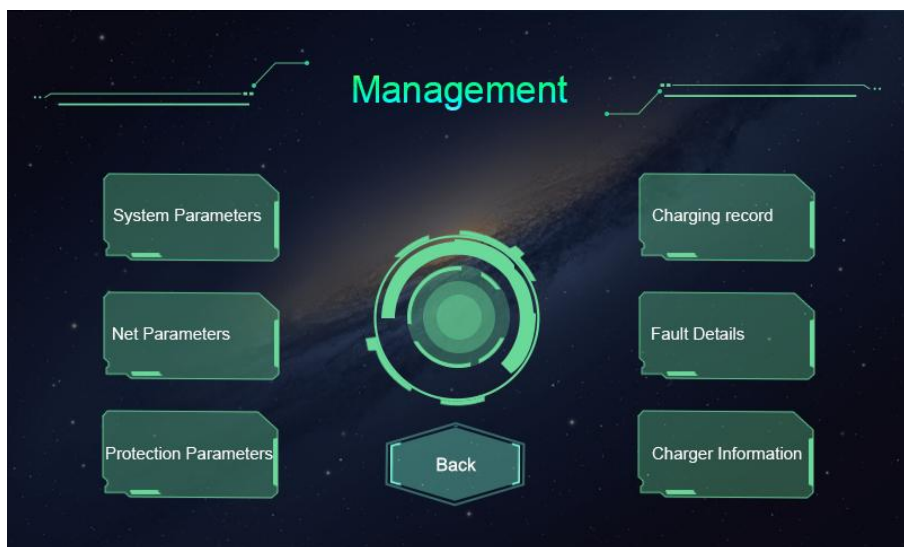 Management
System Parameters
Charging record
Net Parameters
Fault Details
Protection Parameters
Charger Information
Back